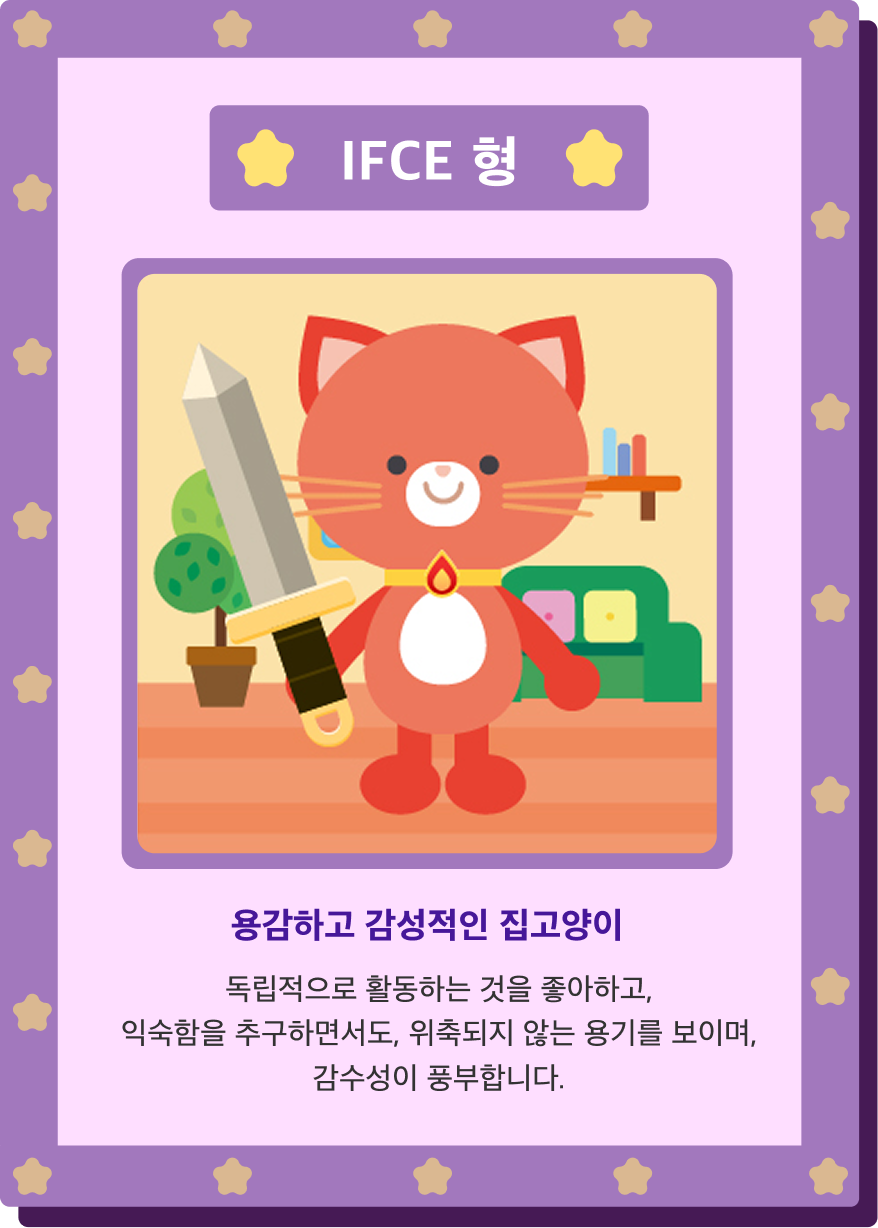 IFCE 형
용감하고 감성적인 집고양이
독립적으로 활동하는 것을 좋아하고,
익숙함을 추구하면서도, 위축되지 않는 용기를 보이며,
감수성이 풍부합니다.